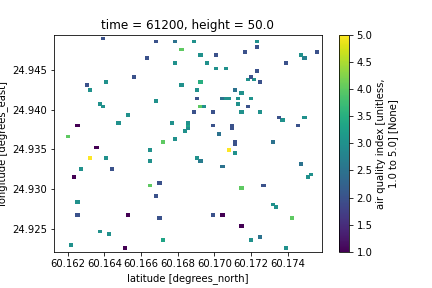 time = 61200, height = 50.0
24.945
24.940
24.935
24.930
24.925
longitude [degrees_east]
60.162 60.164 60.166 60.168 60.170 60.172 60.174
latitude [degrees_north]
5.0
4.5
4.0
3.5
3.0
2.5
2.0
1.5
1.0
air quality index [unitless,
1.0 to 5.0] [None]